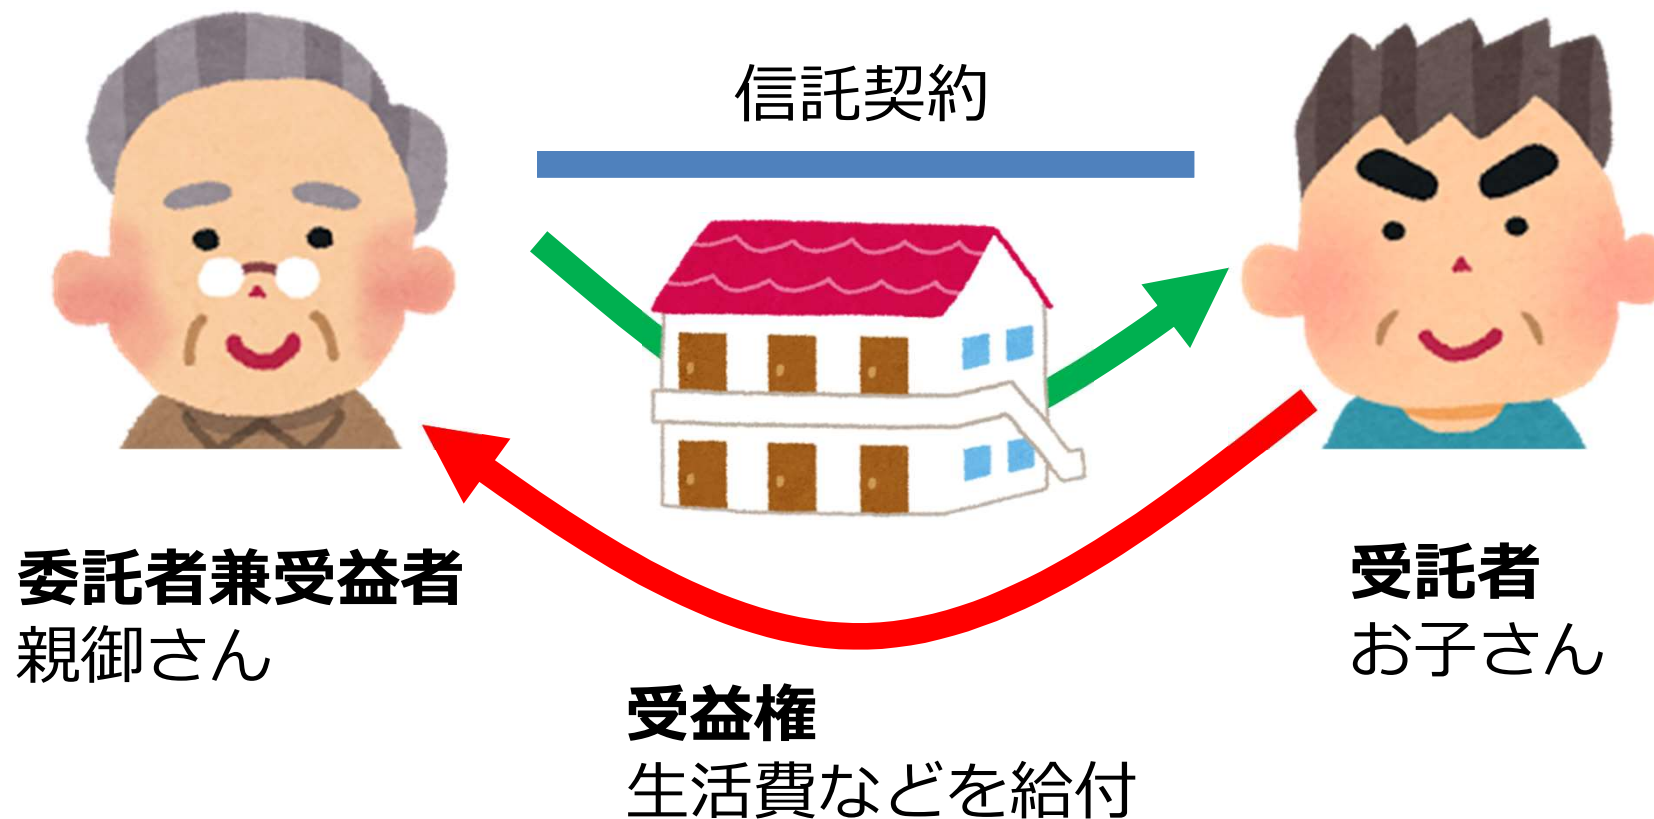 信託契約
委託者兼受益者
親御さん
受託者
お子さん
受益権
生活費などを給付